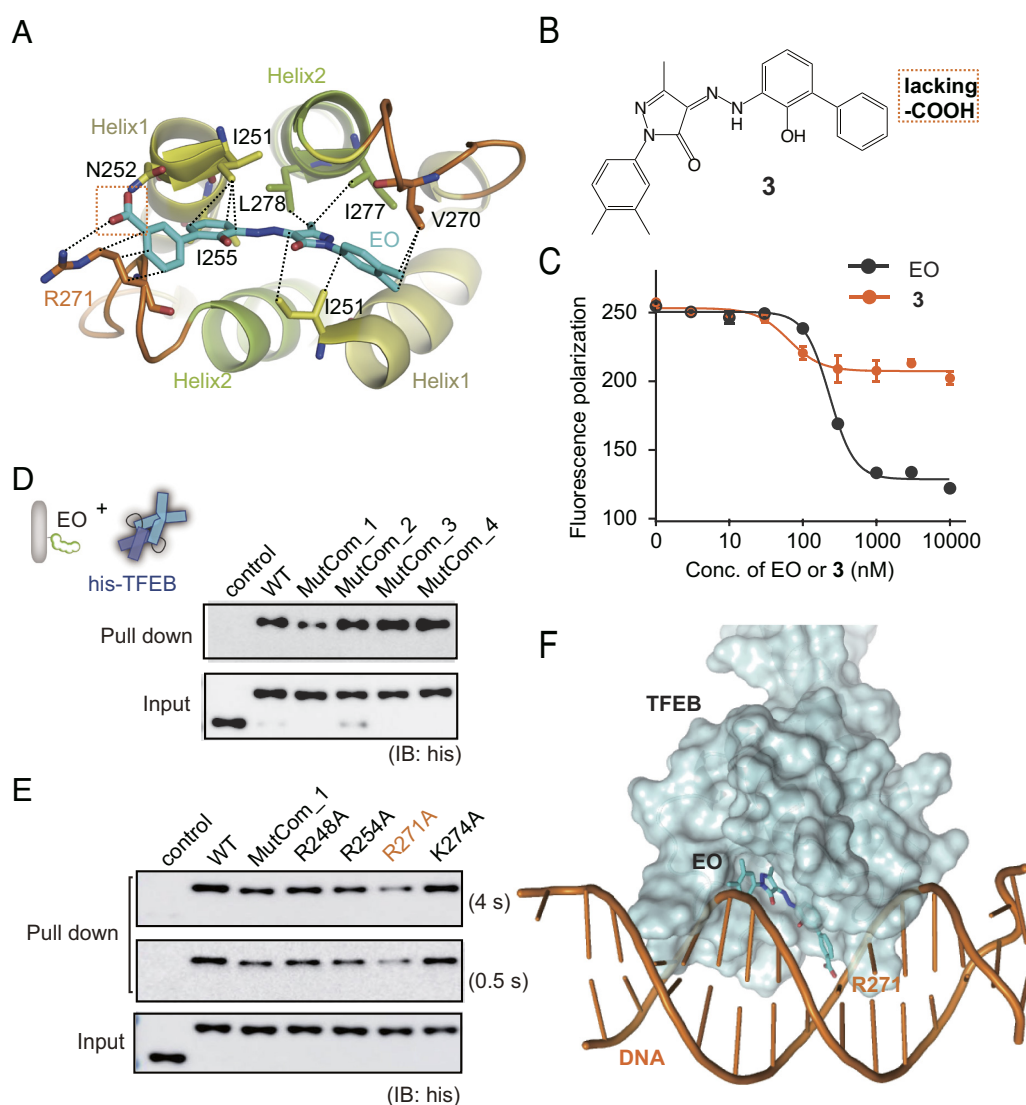 A
Helix2
Helix1
I251
N252
L278
I277
V270
EO
I255
R271
I251
Helix2
Helix1
B
N
N
N
N
H
O
OH
lacking
-COOH
3
C
EO
3
Fluorescence polarization
250
200
150
100
0
10
100
1000
10000
Conc. of EO or 3 (nM)
D
EO
+
his-TFEB
control
WT
MutCom_1
MutCom_2
MutCom_3
MutCom_4
Pull down
Input
(IB: his)
E
control
WT
MutCom_1
R248A
R254A
R271A
K274A
Pull down
(4 s)
(0.5 s)
Input
(IB: his)
F
TFEB
EO
R271
DNA